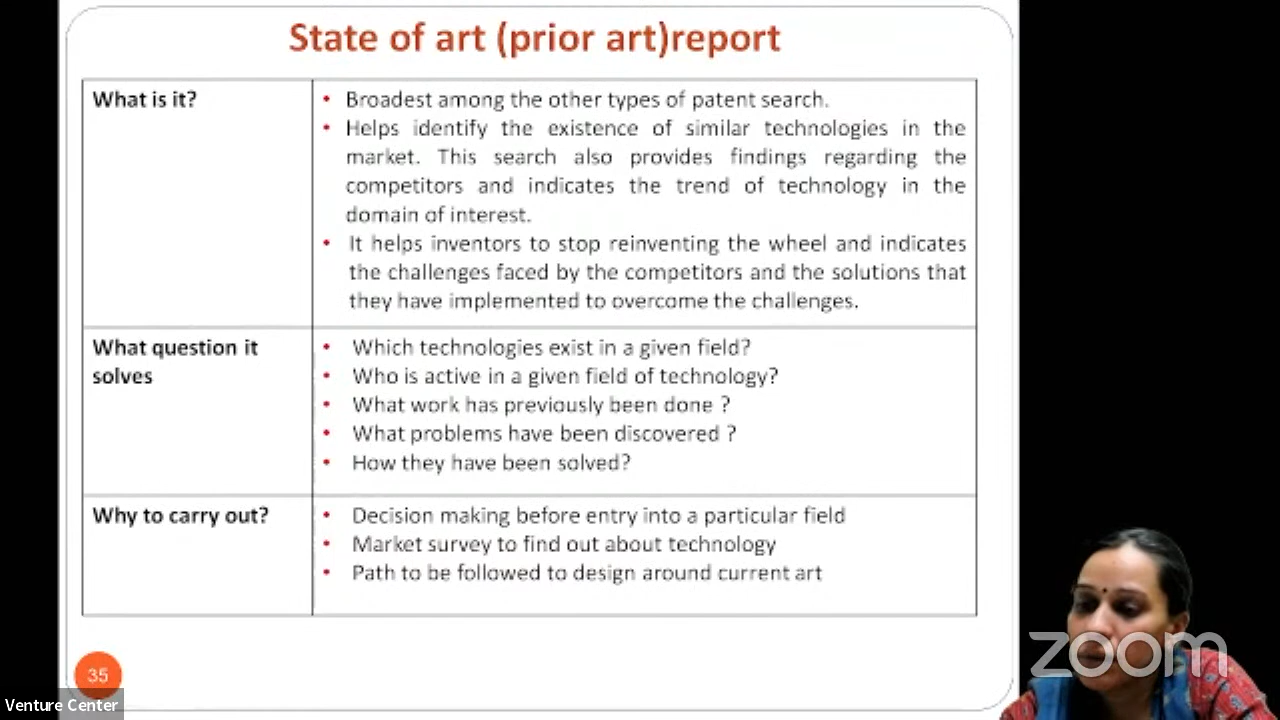 State of art (prior art)report
What is it?
• Broadest among the other types of patent search.
• Helps identify the existence of similar technologies in the
market. This search also provides findings regarding the
competitors and indicates the trend of technology in the
domain of interest.
• It helps inventors to stop reinventing the wheel and indicates
the challenges faced by the competitors and the solutions that
they have implemented to overcome the challenges.
What question it
solves
• Which technologies exist in a given field?
• Who is active in a given field of technology?
• What work has previously been done ?
• What problems have been discovered ?
• How they have been solved?
Why to carry out?
• Decision making before entry into a particular field
• Market survey to find out about technology
• Path to be followed to design around current art
35
Venture Center
zoom